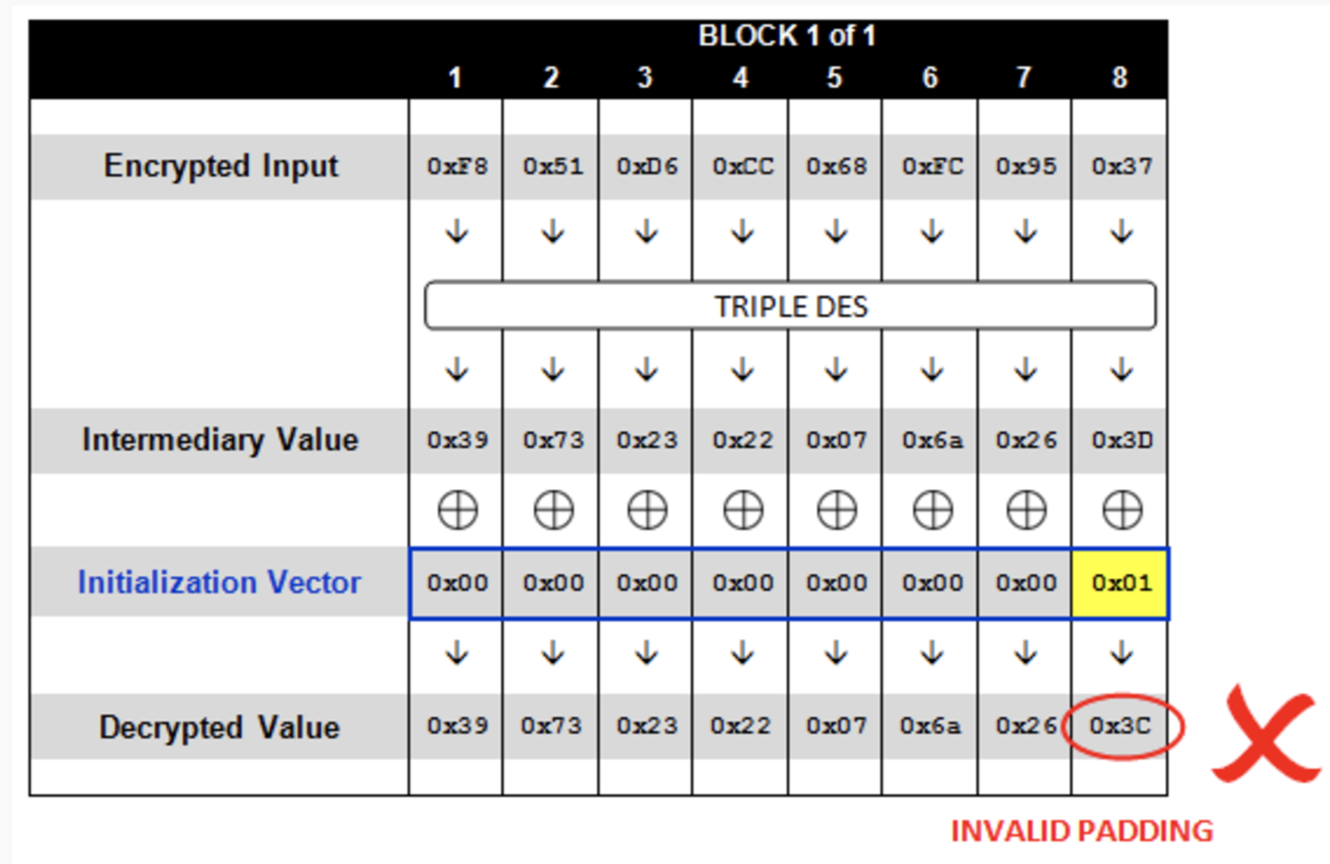 BLOCK 1 of 1
1 2 3 4 5 6 7 8
Encrypted Input 0xF8 0x51 0xD6 0xCC 0x68 0xFC 0x95 0x37
TRIPLE DES
Intermediary Value 0x39 0x73 0x23 0x22 0x07 0x6a 0x26 0x3D
Initialization Vector 0x00 0x00 0x00 0x00 0x00 0x00 0x00 0x01
Decrypted Value 0x39 0x73 0x23 0x22 0x07 0x6a 0x26 0x3C
INVALID PADDING